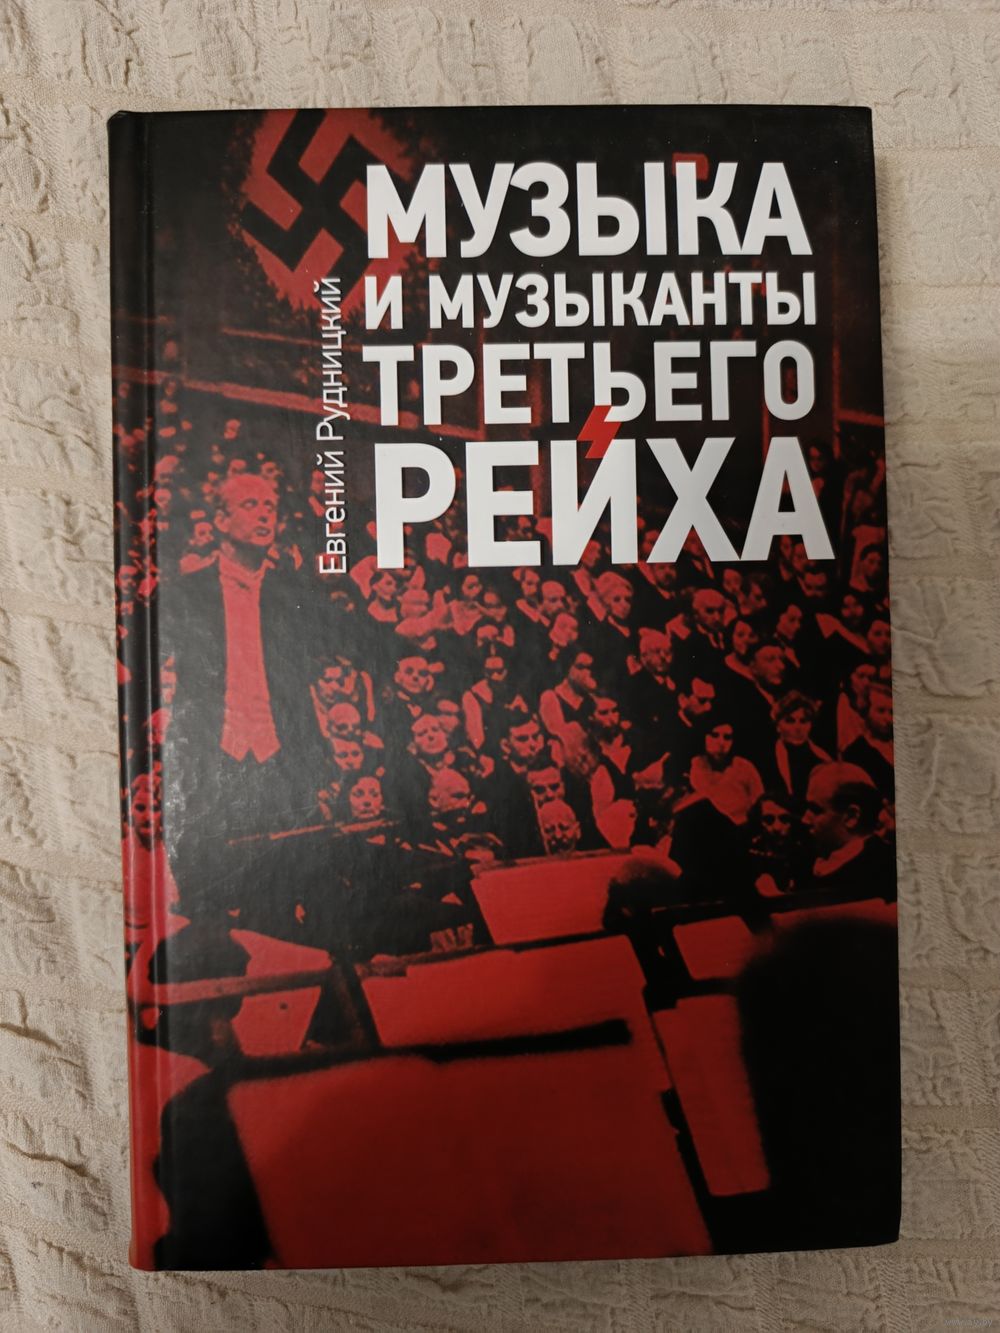 МУЗЫКА
И МУЗЫКАНТЫ
ТРЕТЬЕГО
РЕЙХА
Евгений Рудницкий